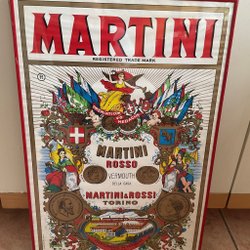 MARTINI
REGISTERED TRADE MARK
®
MARTINI
ROSSO
VERMOUTH
MARTINI & ROSSI
TORINO